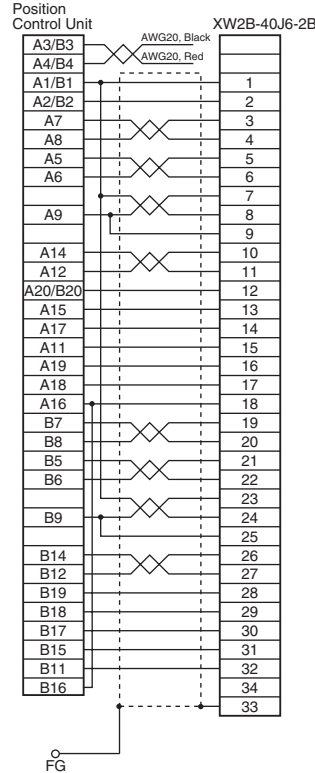 Position
Control Unit XW2B-40J6-2B
A3/B3 AWG20, Black
A4/B4 AWG20, Red
A1/B1 1
A2/B2 2
A7 3
A8 4
A5 5
A6 6
7
A9 8
9
A14 10
A12 11
A20/B20 12
A15 13
A17 14
A11 15
A19 16
A18 17
A16 18
B7 19
B8 20
B5 21
B6 22
23
B9 24
25
B14 26
B12 27
B19 28
B18 29
B17 30
B15 31
B11 32
B16 34
33
FG